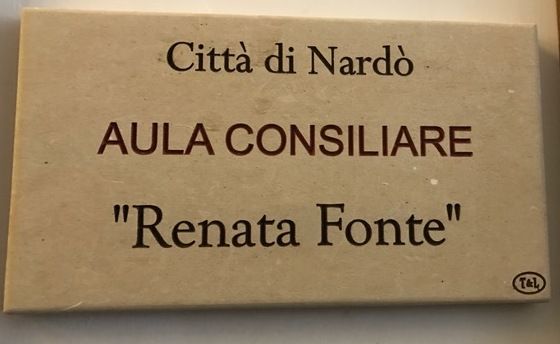 Città di Nardò
AULA CONSILIARE
"Renata Fonte"
T&L